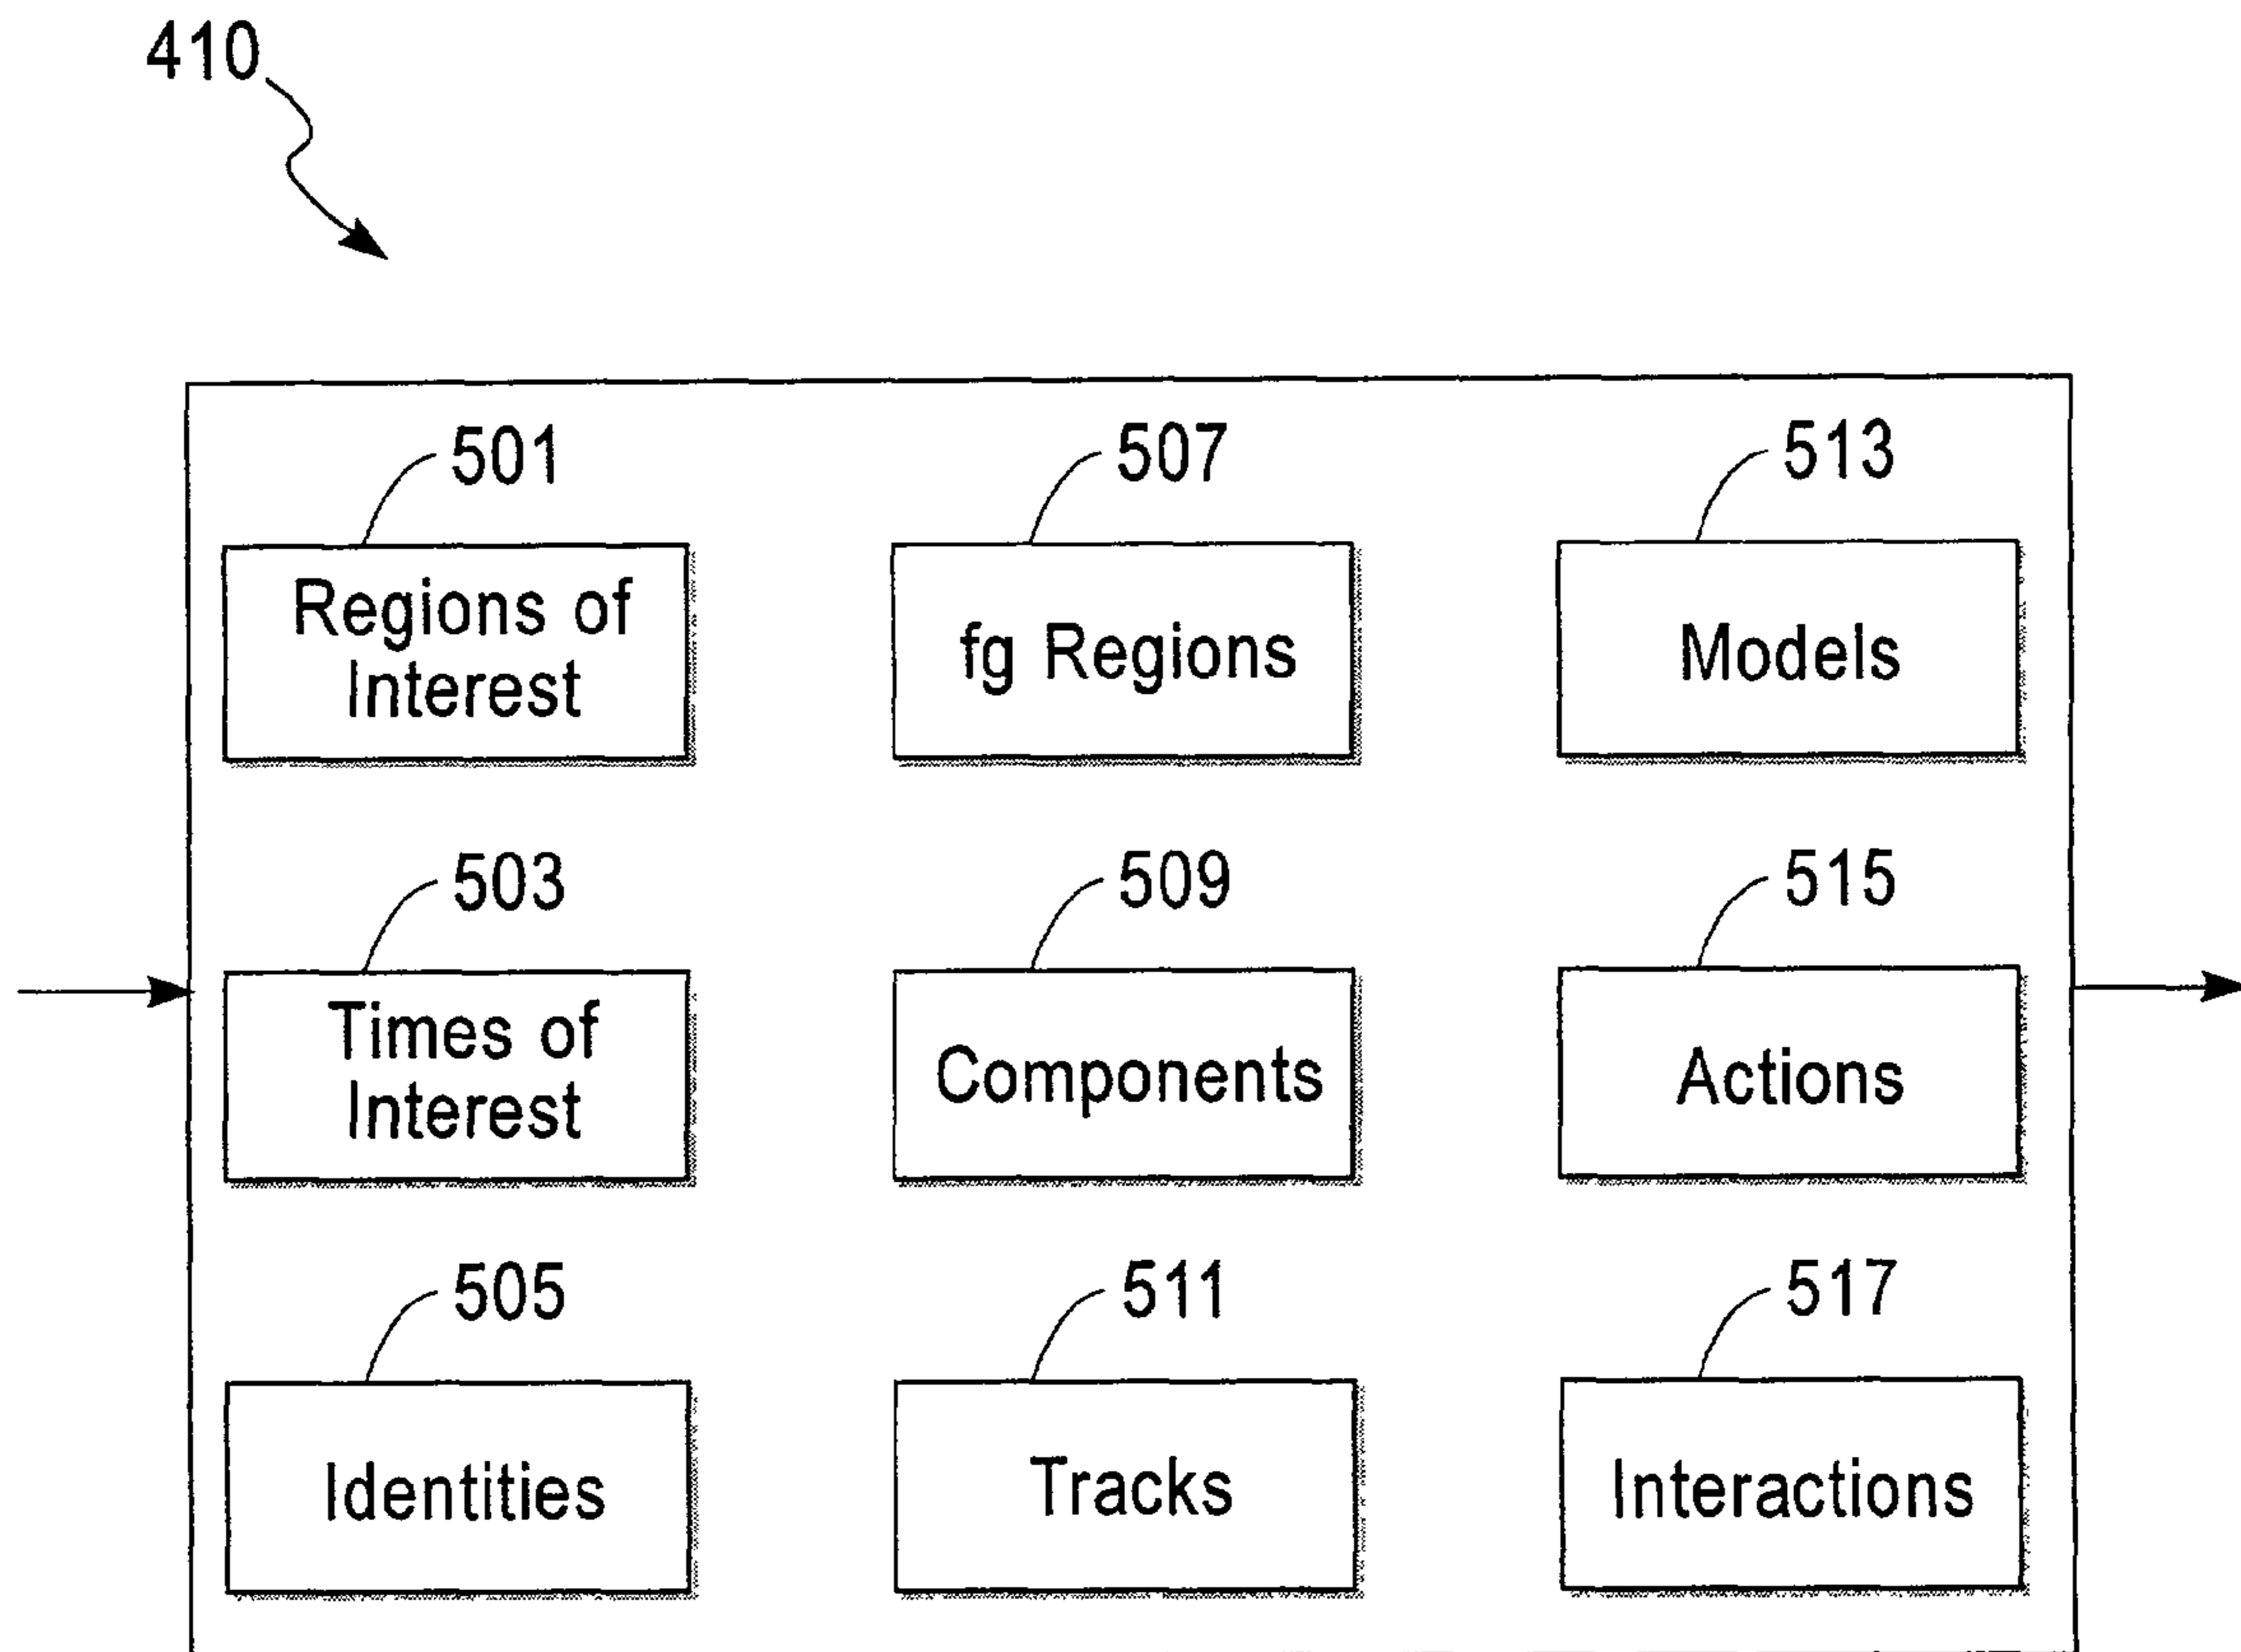 410
501
507
513
Regions of
Interest
fg Regions
Models
503
509
515
Times of
Interest
Components
Actions
505
511
517
Identities
Tracks
Interactions